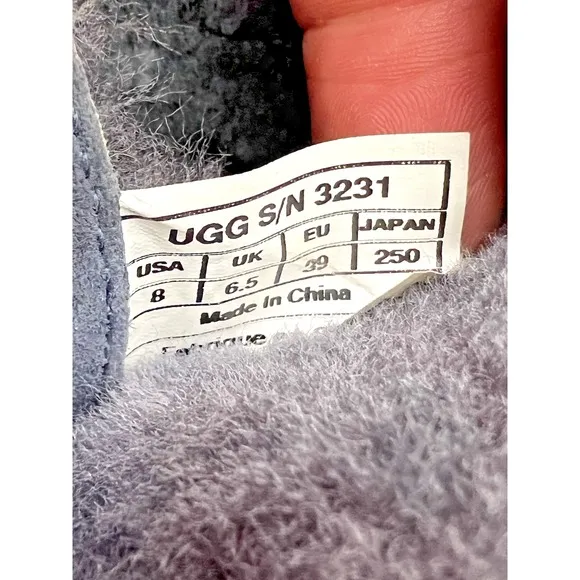 UGG S/N 3231
USA UK EU JAPAN
8 6.5 39 250
Made In China